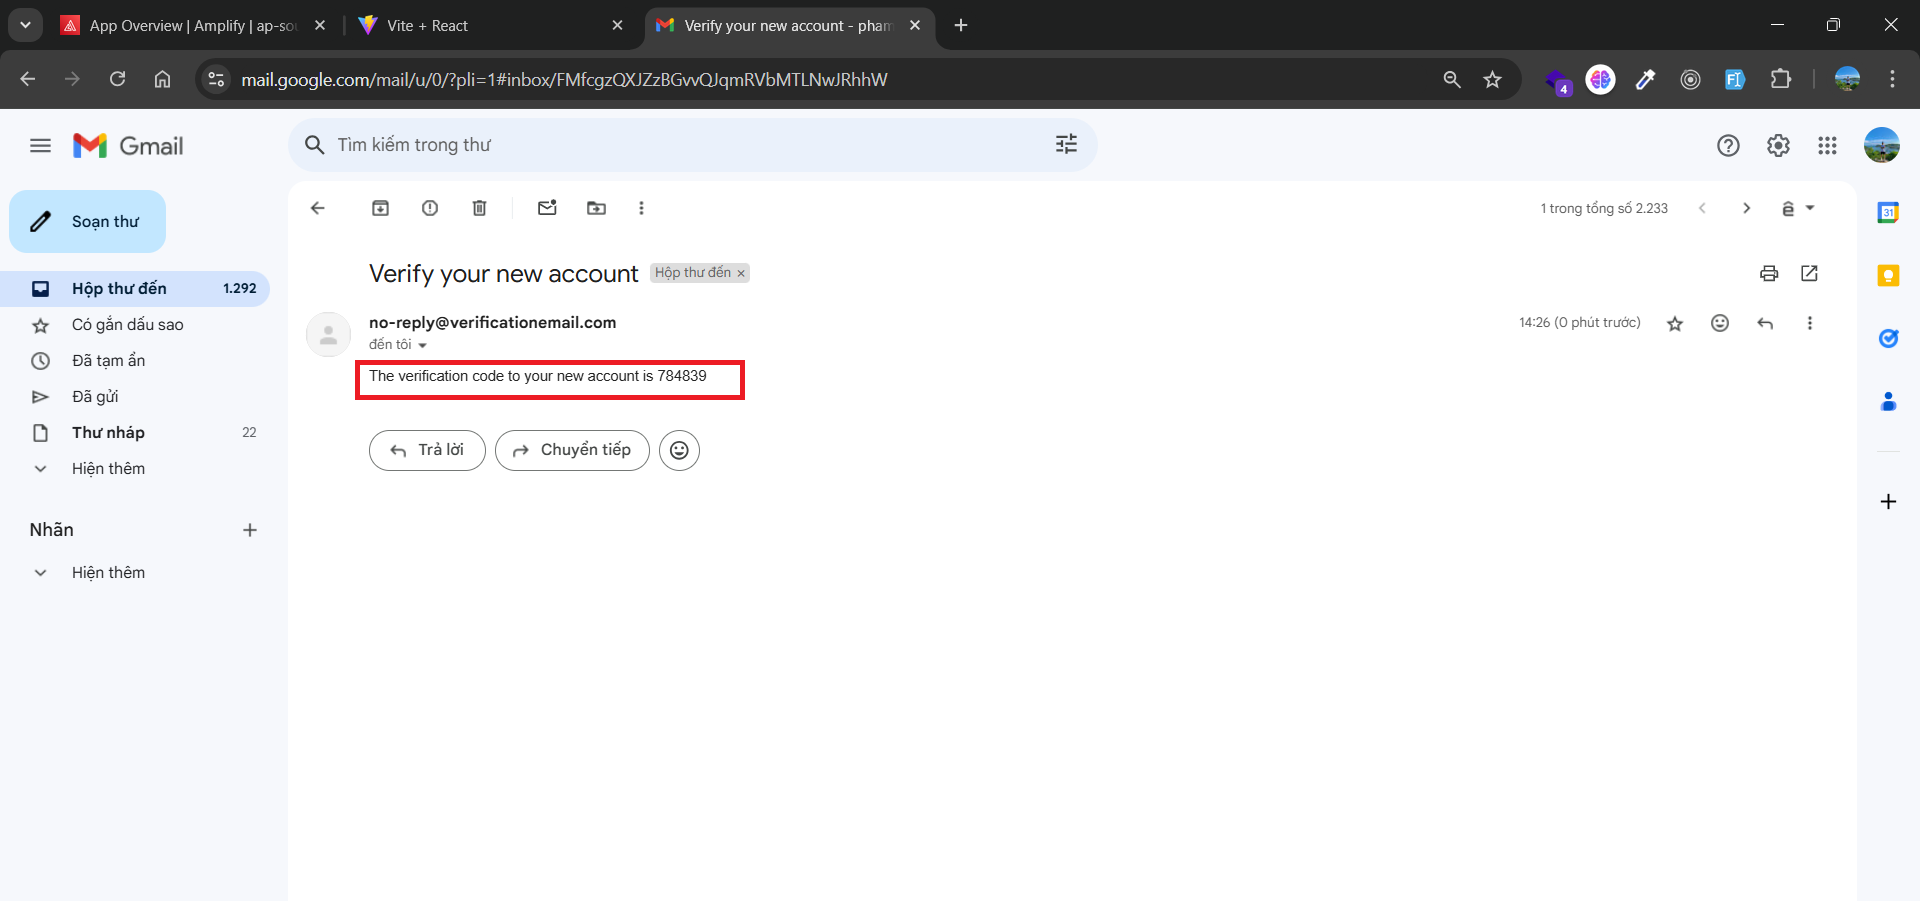 App Overview | Amplify | ap-sou
Vite + React
Verify your new account - pham
mail.google.com/mail/u/0/?pli=1#inbox/FMfcgzQXJZzBGvvQJqmRVbMTLNwJRhhW
4
Gmail
Tìm kiếm trong thư
Soạn thư
1 trong tổng số 2.233
ê
31
Verify your new account
Hộp thư đến ×
Hộp thư đến 1.292
Có gắn dấu sao
Đã tạm ẩn
Đã gửi
Thư nháp 22
Hiện thêm
Nhãn
Hiện thêm
no-reply@verificationemail.com
14:26 (0 phút trước)
đến tôi
The verification code to your new account is 784839
Trả lời
Chuyển tiếp